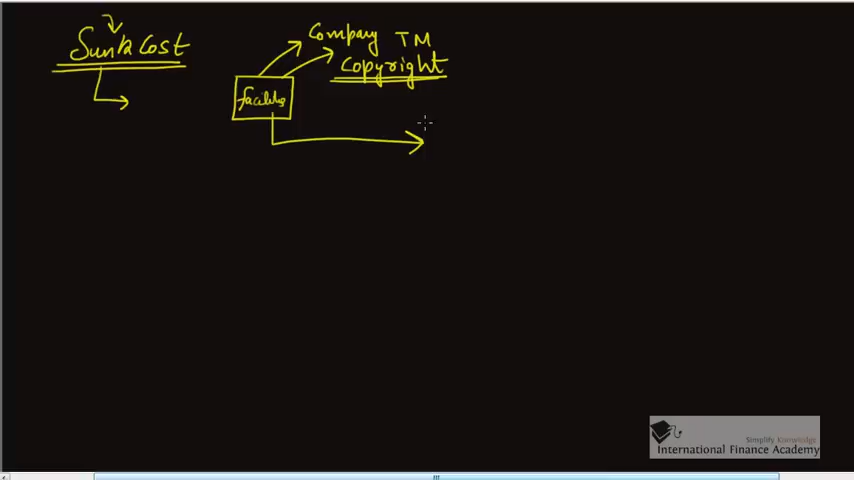 Sunk Cost
Company TM
Copyright
facility
Simplify Knowledge
International Finance Academy